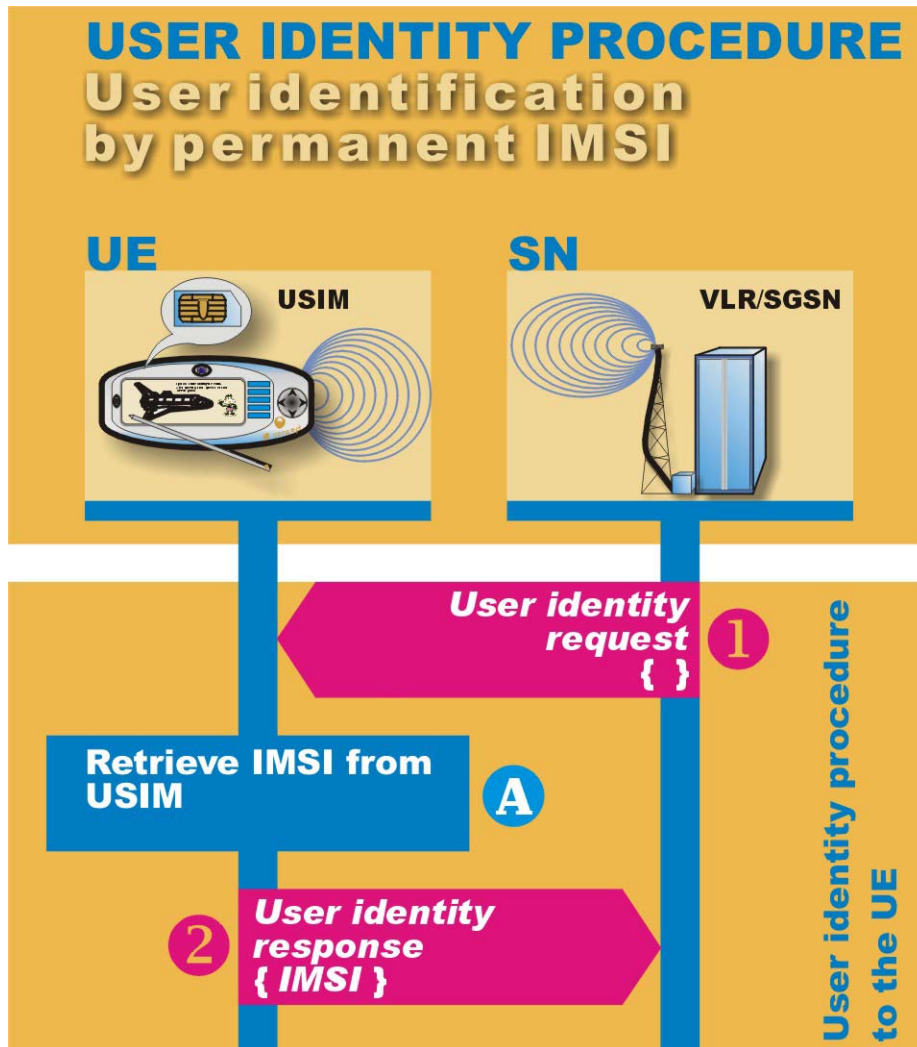 USER IDENTITY PROCEDURE
User identification
by permanent IMSI
UE
SN
USIM
VLR/SGSN
User identity
request
{ }
1
Retrieve IMSI from
USIM
A
2
User identity
response
{ IMSI }
User identity procedure
to the UE